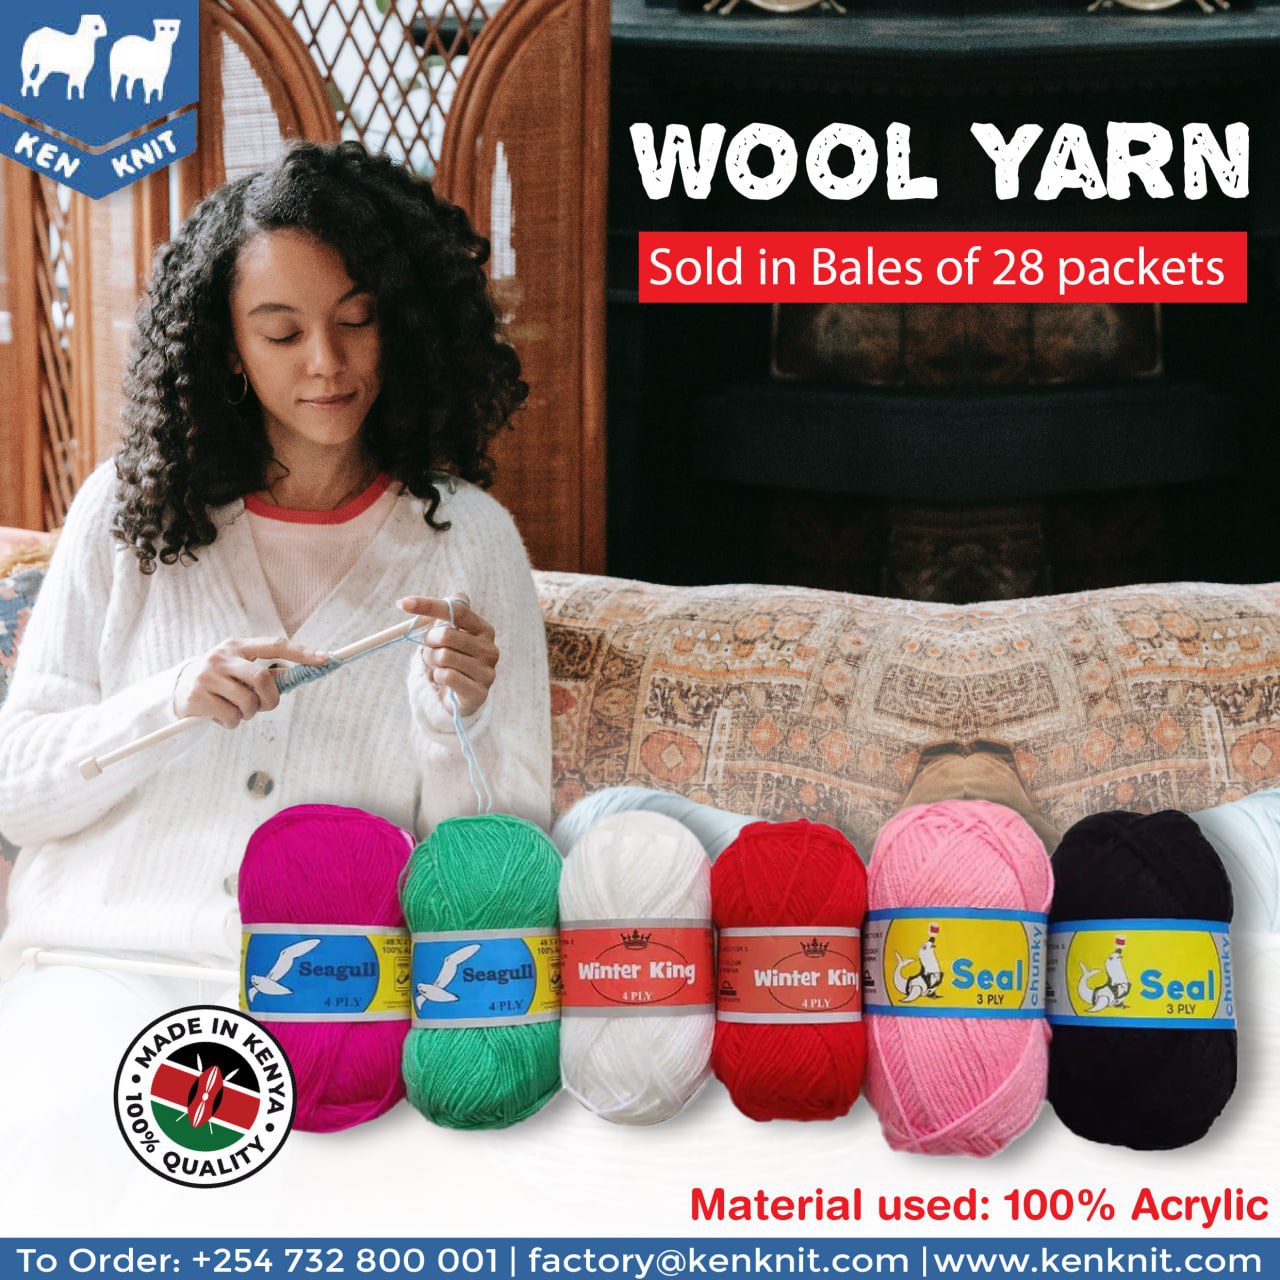 KEN KNIT
WOOL YARN
Sold in Bales of 28 packets
Seagull
4 PLY
Seagull
4 PLY
Winter King
4 PLY
Winter King
4 PLY
Seal
3 PLY
chunky
Seal
3 PLY
chunky
MADE IN KENYA
100% QUALITY
Material used: 100% Acrylic
To Order: +254 732 800 001 | factory@kenknit.com | www.kenknit.com